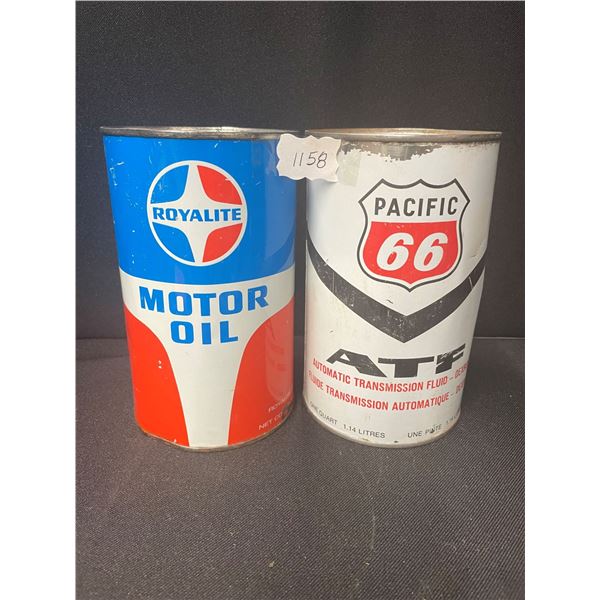 1158
ROYALITE
MOTOR
OIL
NET
PACIFIC
66
ATF
AUTOMATIC TRANSMISSION FLUID -
FLUIDE TRANSMISSION AUTOMATIQUE -
ONE QUART 1.14 LITRES UNE PINTE